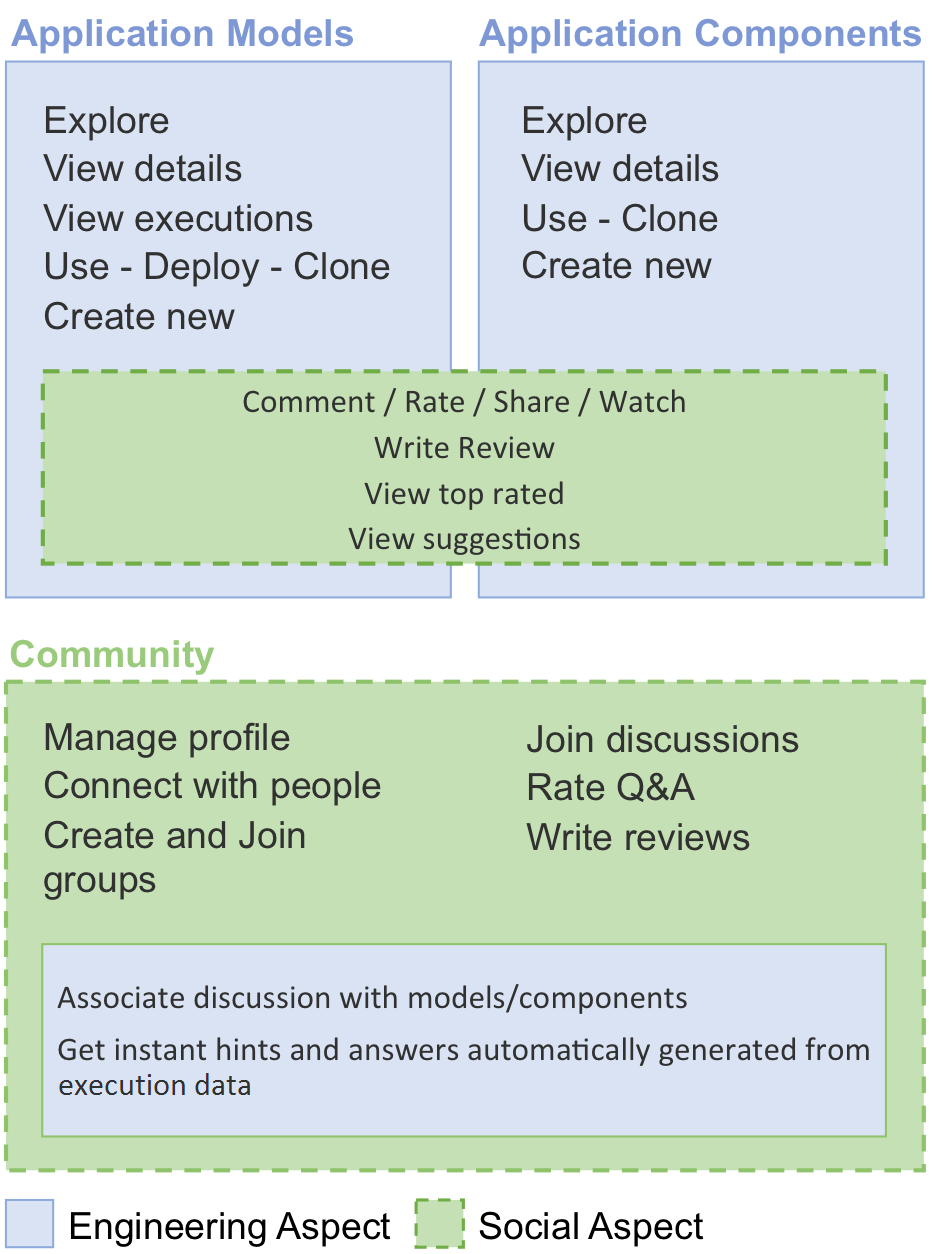 Application Models
Explore
View details
View executions
Use - Deploy - Clone
Create new
Application Components
Explore
View details
Use - Clone
Create new
Comment / Rate / Share / Watch
Write Review
View top rated
View suggestions
Community
Manage profile
Connect with people
Create and Join
groups
Join discussions
Rate Q&A
Write reviews
Associate discussion with models/components
Get instant hints and answers automatically generated from
execution data
Engineering Aspect
Social Aspect